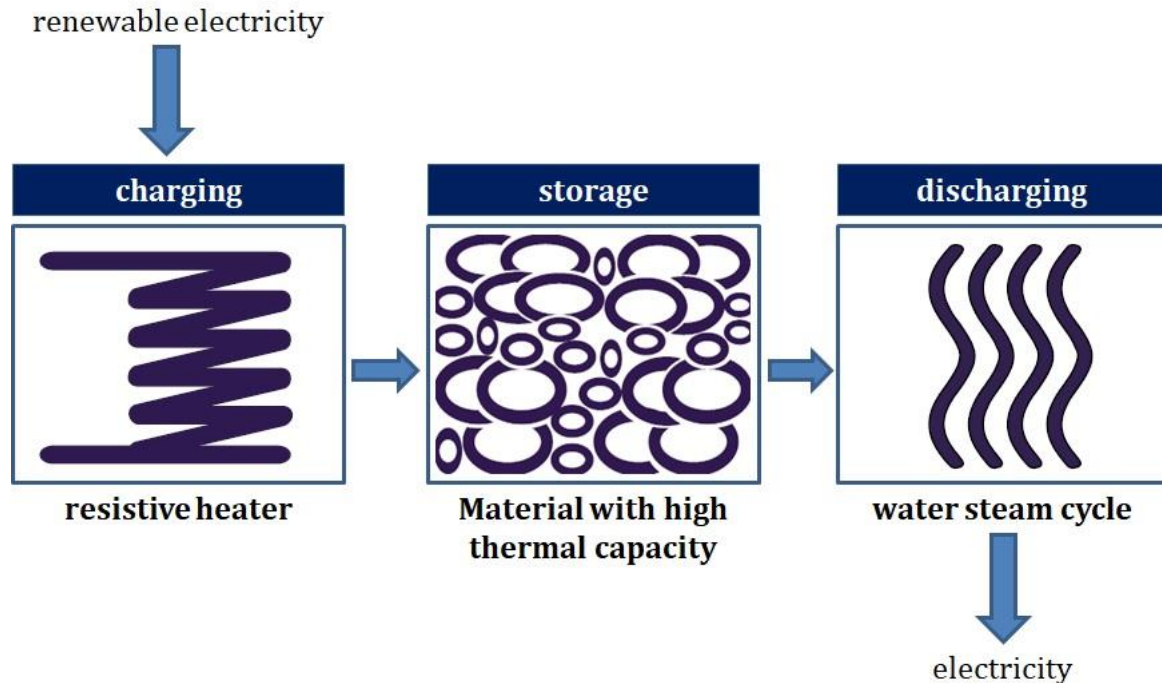 renewable electricity
charging
storage
discharging
resistive heater
Material with high
thermal capacity
water steam cycle
electricity